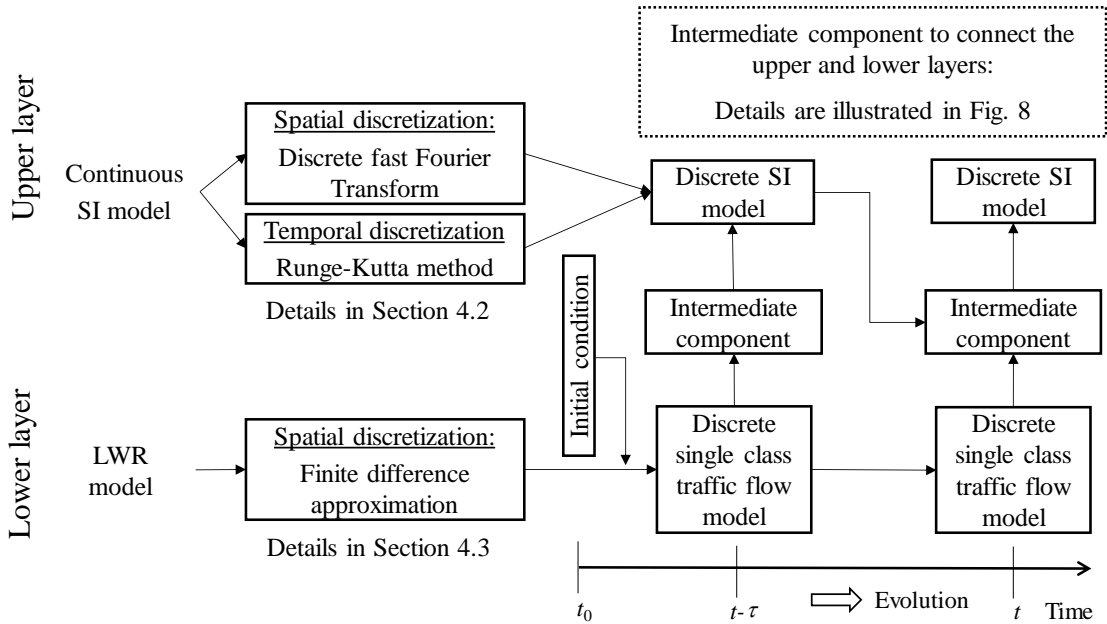 Intermediate component to connect the
upper and lower layers:
Details are illustrated in Fig. 8
Upper layer
Continuous
SI model
Spatial discretization:
Discrete fast Fourier
Transform
Temporal discretization
Runge-Kutta method
Details in Section 4.2
Discrete SI
model
Discrete SI
model
Intermediate
component
Intermediate
component
Initial condition
Lower layer
LWR
model
Spatial discretization:
Finite difference
approximation
Details in Section 4.3
Discrete
single class
traffic flow
model
Discrete
single class
traffic flow
model
t0
t- τ
Evolution
t
Time